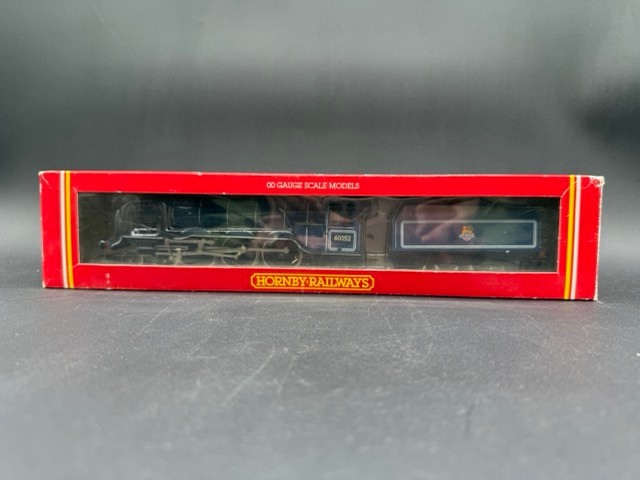 00 GAUGE SCALE MODELS
60052
HORNBY·RAILWAYS